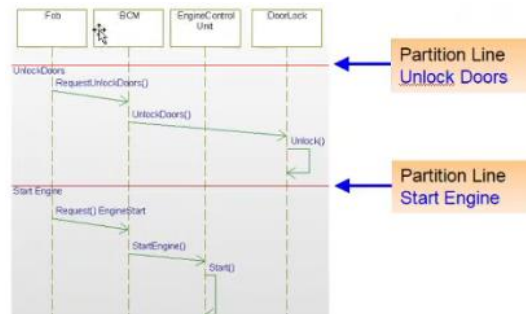 Fob
BCM
EngineControl
Unit
DoorLock
UnlockDoors
RequestUnlockDoors()
UnlockDoors()
Unlock()
Start Engine
Request() EngineStart
StartEngine()
Start()
Partition Line
Unlock Doors
Partition Line
Start Engine